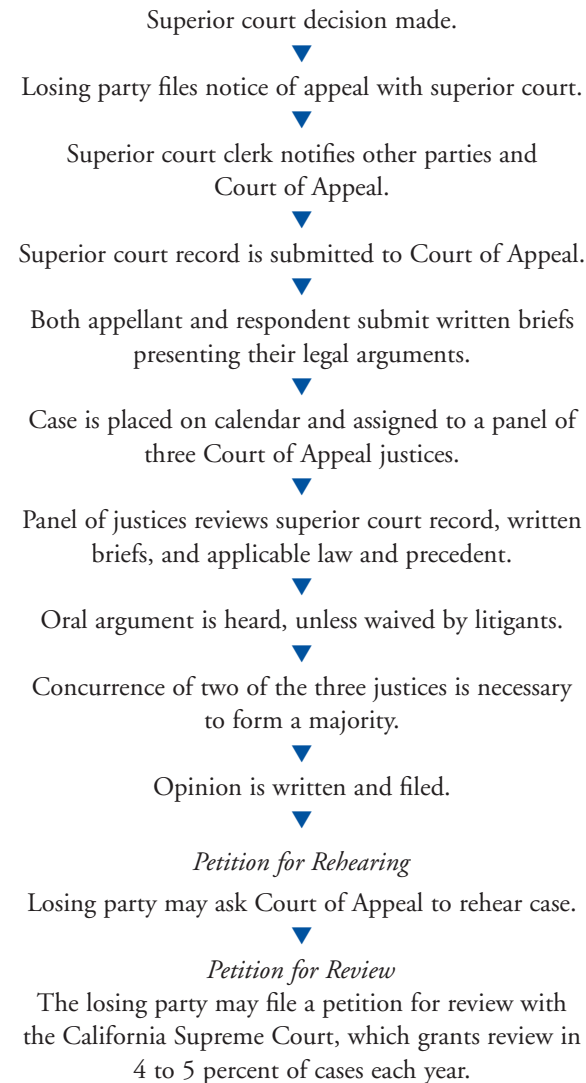 Superior court decision made.
Losing party files notice of appeal with superior court.
Superior court clerk notifies other parties and
Court of Appeal.
Superior court record is submitted to Court of Appeal.
Both appellant and respondent submit written briefs
presenting their legal arguments.
Case is placed on calendar and assigned to a panel of
three Court of Appeal justices.
Panel of justices reviews superior court record, written
briefs, and applicable law and precedent.
Oral argument is heard, unless waived by litigants.
Concurrence of two of the three justices is necessary
to form a majority.
Opinion is written and filed.
Petition for Rehearing
Losing party may ask Court of Appeal to rehear case.
Petition for Review
The losing party may file a petition for review with
the California Supreme Court, which grants review in
4 to 5 percent of cases each year.